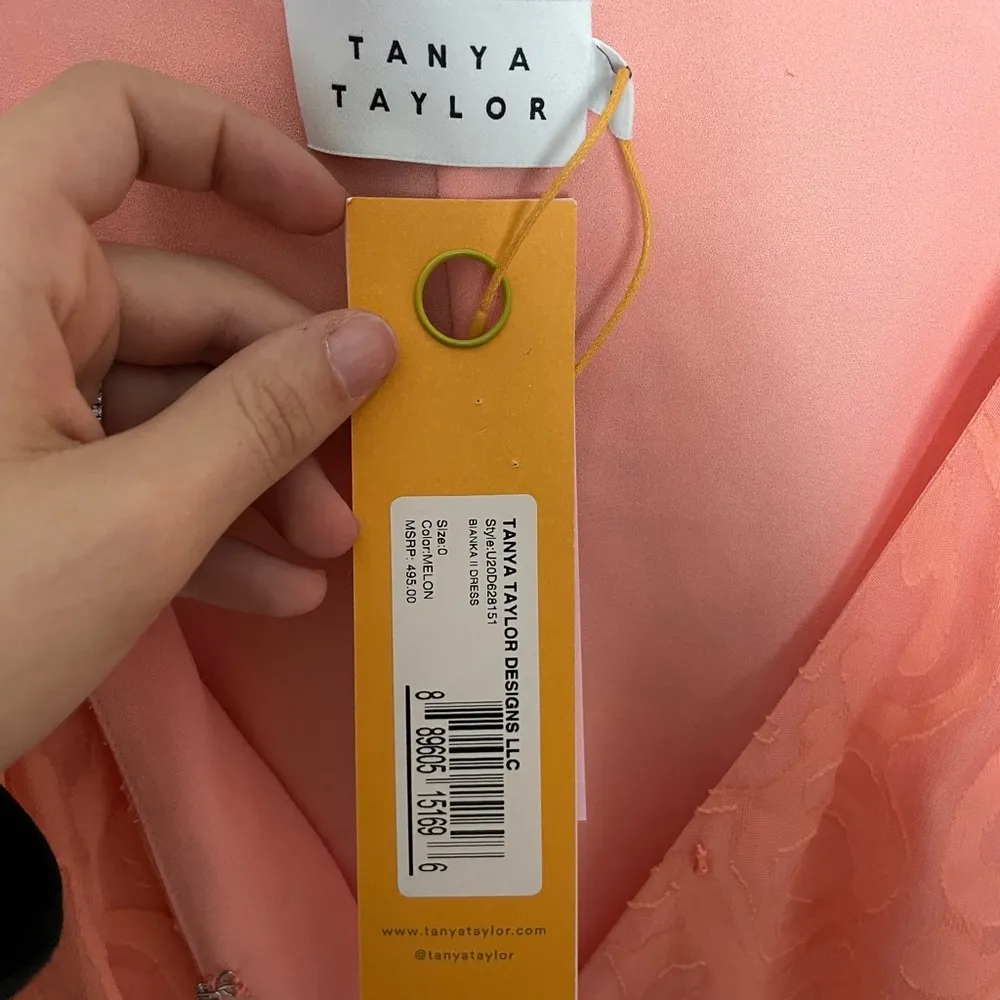 TANYA
TAYLOR
TANYA TAYLOR DESIGNS LLC
Style:U20D628151
BIANKA II DRESS
Size:0
Color:MELON
MSRP: 495.00
8 89605 15169 6
www.tanyataylor.com
@tanyataylor